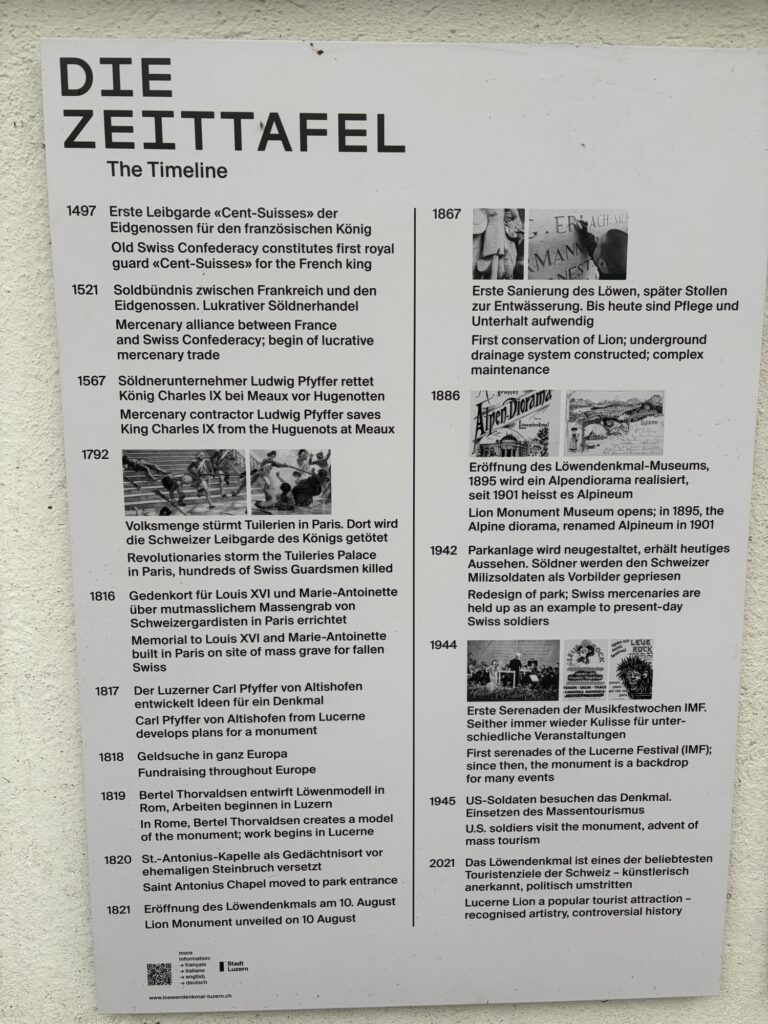 DIE
ZEITTAFEL
The Timeline
1497 Erste Leibgarde «Cent-Suisses» der
Eidgenossen für den französischen König
Old Swiss Confederacy constitutes first royal
guard «Cent-Suisses» for the French king
1521 Soldbündnis zwischen Frankreich und den
Eidgenossen. Lukrativer Söldnerhandel
Mercenary alliance between France
and Swiss Confederacy; begin of lucrative
mercenary trade
1567 Söldnerunternehmer Ludwig Pfyffer rettet
König Charles IX bei Meaux vor Hugenotten
Mercenary contractor Ludwig Pfyffer saves
King Charles IX from the Huguenots at Meaux
1792
Volksmenge stürmt Tuilerien in Paris. Dort wird
die Schweizer Leibgarde des Königs getötet
Revolutionaries storm the Tuileries Palace
in Paris, hundreds of Swiss Guardsmen killed
1816 Gedenkort für Louis XVI und Marie-Antoinette
über mutmasslichem Massengrab von
Schweizergardisten in Paris errichtet
Memorial to Louis XVI and Marie-Antoinette
built in Paris on site of mass grave for fallen
Swiss
1817 Der Luzerner Carl Pfyffer von Altishofen
entwickelt Ideen für ein Denkmal
Carl Pfyffer von Altishofen from Lucerne
develops plans for a monument
1818 Geldsuche in ganz Europa
Fundraising throughout Europe
1819 Bertel Thorvaldsen entwirft Löwenmodell in
Rom, Arbeiten beginnen in Luzern
In Rome, Bertel Thorvaldsen creates a model
of the monument; work begins in Lucerne
1820 St.-Antonius-Kapelle als Gedächtnisort vor
ehemaligen Steinbruch versetzt
Saint Antonius Chapel moved to park entrance
1821 Eröffnung des Löwendenkmals am 10. August
Lion Monument unveiled on 10 August
more
information:
→ français
→ italiano
→ english
→ deutsch
Stadt
Luzern
www.loewendenkmal-luzern.ch
1867
G. ERLACH. SALIS
KMANN
Erste Sanierung des Löwen, später Stollen
zur Entwässerung. Bis heute sind Pflege und
Unterhalt aufwendig
First conservation of Lion; underground
drainage system constructed; complex
maintenance
1886
Alpen-Diorama
Löwendenkmal
Eröffnung des Löwendenkmal-Museums,
1895 wird ein Alpendiorama realisiert,
seit 1901 heisst es Alpineum
Lion Monument Museum opens; in 1895, the
Alpine diorama, renamed Alpineum in 1901
1942 Parkanlage wird neugestaltet, erhält heutiges
Aussehen. Söldner werden den Schweizer
Milizsoldaten als Vorbilder gepriesen
Redesign of park; Swiss mercenaries are
held up as an example to present-day
Swiss soldiers
1944
LEUE
ROCK
Erste Serenaden der Musikfestwochen IMF.
Seither immer wieder Kulisse für unter-
schiedliche Veranstaltungen
First serenades of the Lucerne Festival (IMF);
since then, the monument is a backdrop
for many events
1945 US-Soldaten besuchen das Denkmal.
Einsetzen des Massentourismus
U.S. soldiers visit the monument, advent of
mass tourism
2021 Das Löwendenkmal ist eines der beliebtesten
Touristenziele der Schweiz – künstlerisch
anerkannt, politisch umstritten
Lucerne Lion a popular tourist attraction –
recognised artistry, controversial history